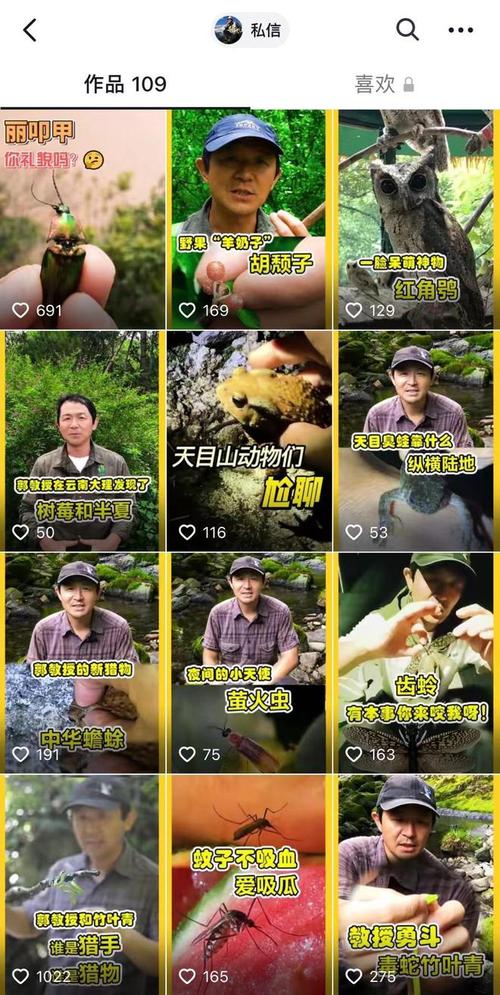 私信
作品 109
喜欢
丽叩甲
你礼貌吗?
691
野果“羊奶子”
胡颓子
169
一脸呆萌神物
红角鸮
129
郭教授在云南大理发现了
树莓和半夏
50
天目山动物们
尬聊
116
天目臭蛙靠什么
纵横陆地
53
郭教授的新猎物
中华蟾蜍
191
夜间的小天使
萤火虫
75
齿蛉
有本事你来咬我呀!
163
郭教授和竹叶青
谁是猎手
谁是猎物
1022
蚊子不吸血
爱吸瓜
165
教授勇斗
青蛇竹叶青
275